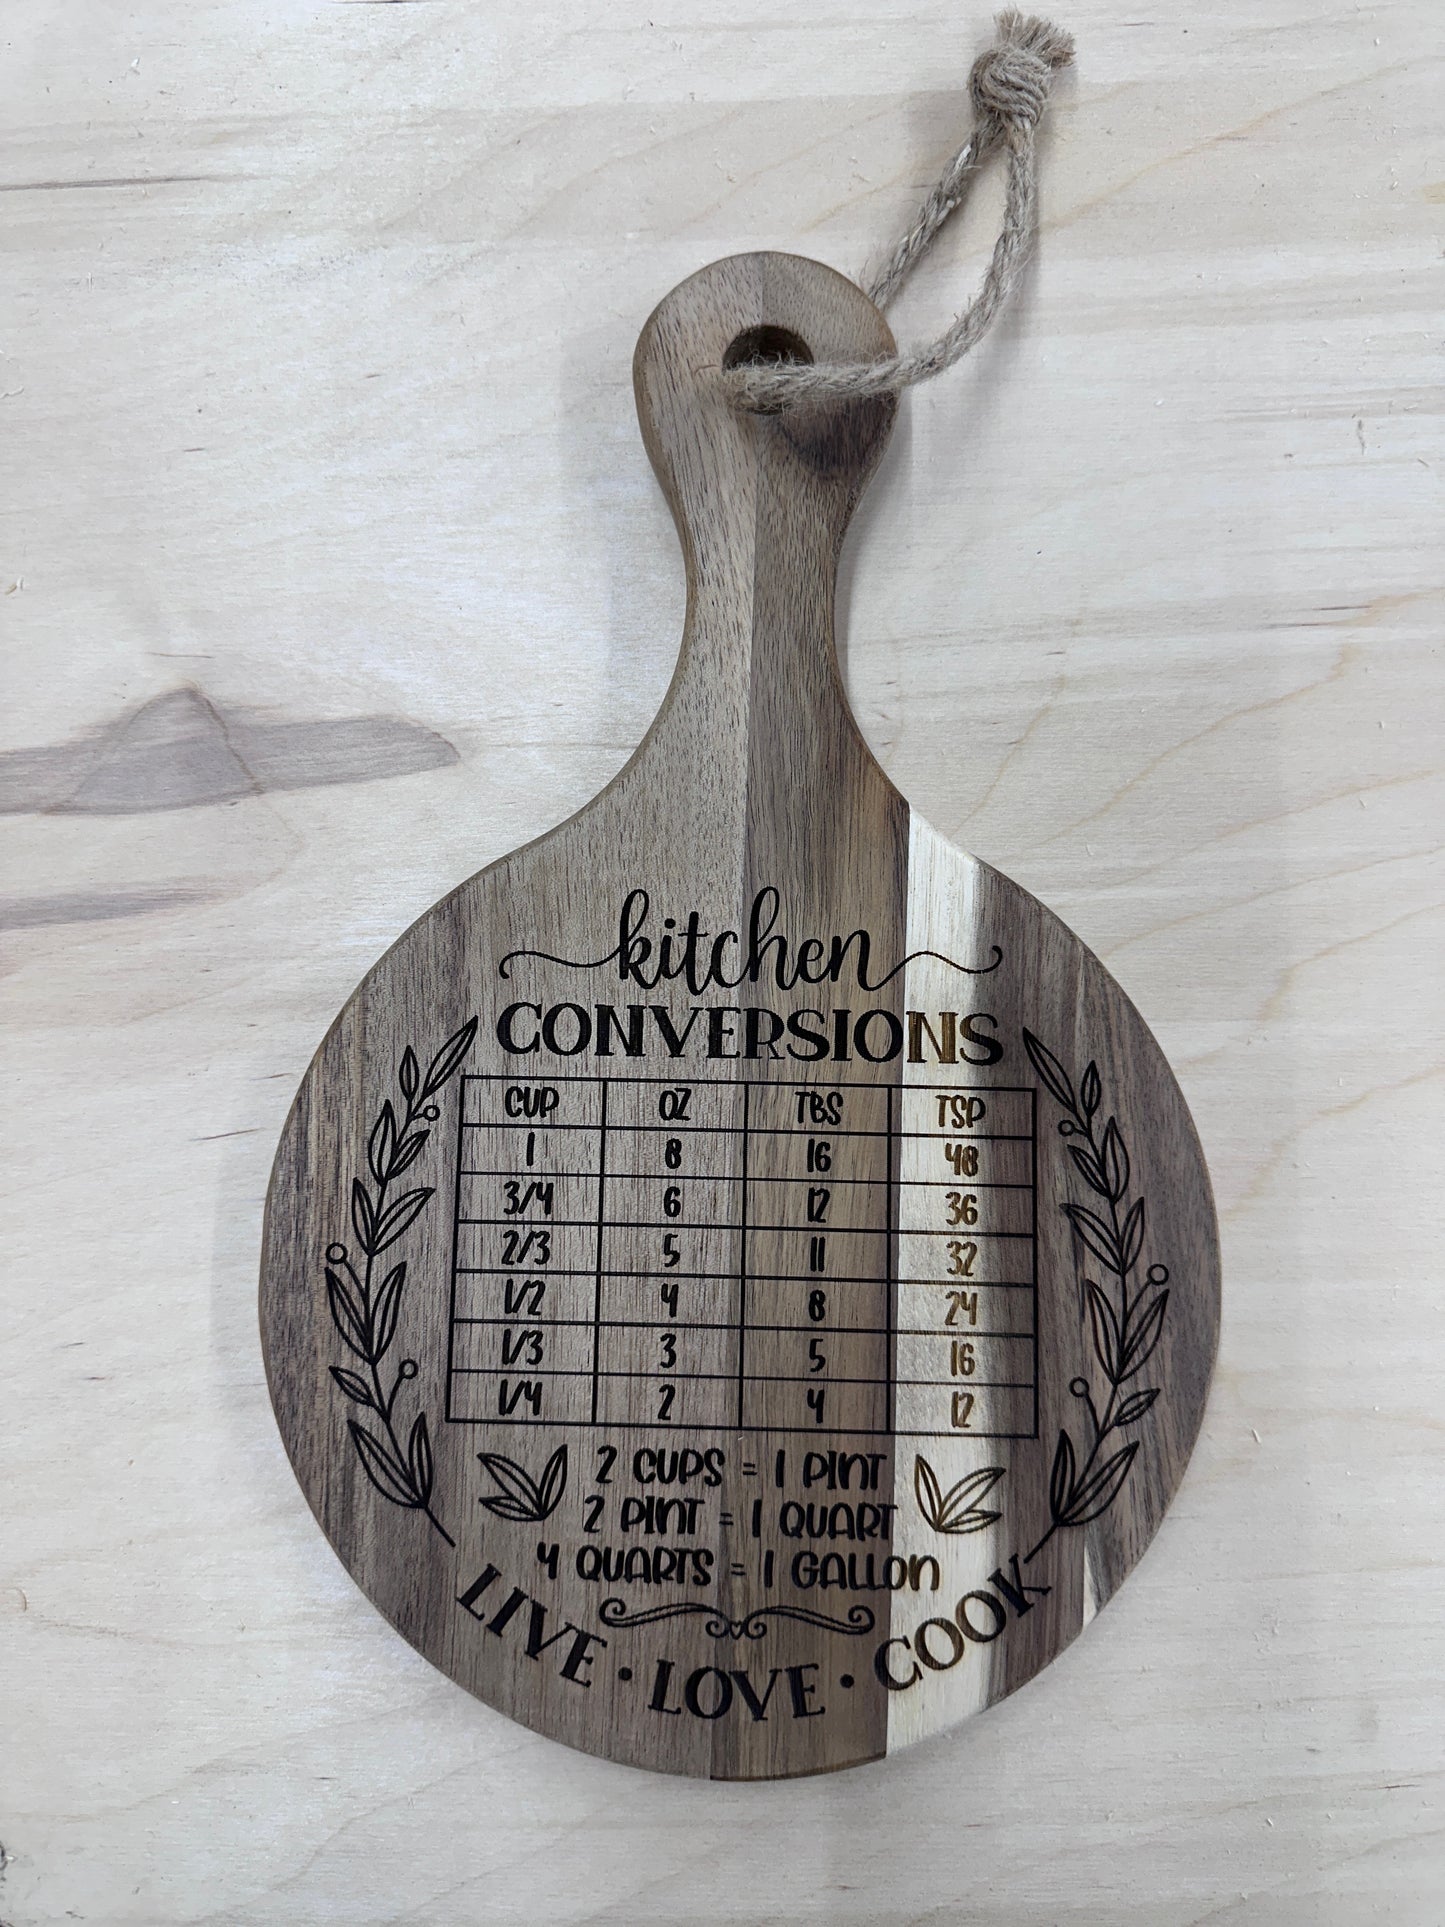 kitchen
CONVERSIONS
CUP OZ TBS TSP
1 8 16 48
3/4 6 12 36
2/3 5 11 32
1/2 4 8 24
1/3 3 5 16
1/4 2 4 12
2 CUPS = 1 PINT
2 PINT = 1 QUART
4 QUARTS = 1 GALLON
LIVE • LOVE • COOK